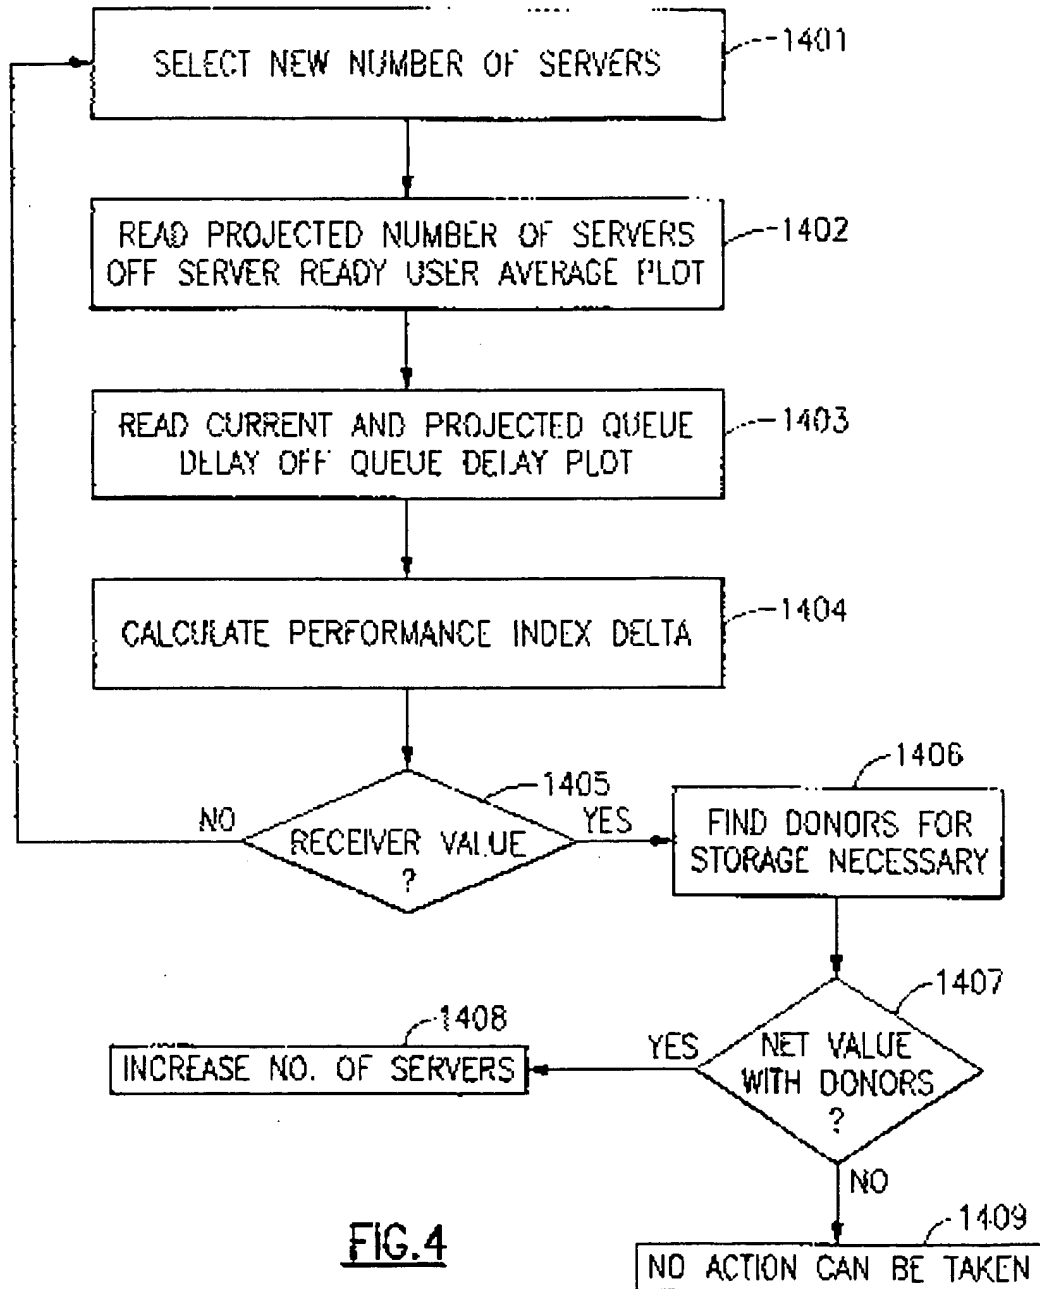 SELECT NEW NUMBER OF SERVERS
1401
READ PROJECTED NUMBER OF SERVERS
OFF SERVER READY USER AVERAGE PLOT
1402
READ CURRENT AND PROJECTED QUEUE
DELAY OFF QUEUE DELAY PLOT
1403
CALCULATE PERFORMANCE INDEX DELTA
1404
1405
NO
RECEIVER VALUE
?
YES
1406
FIND DONORS FOR
STORAGE NECESSARY
1407
NET VALUE
WITH DONORS
?
YES
1408
INCREASE NO. OF SERVERS
NO
1409
NO ACTION CAN BE TAKEN
FIG.4